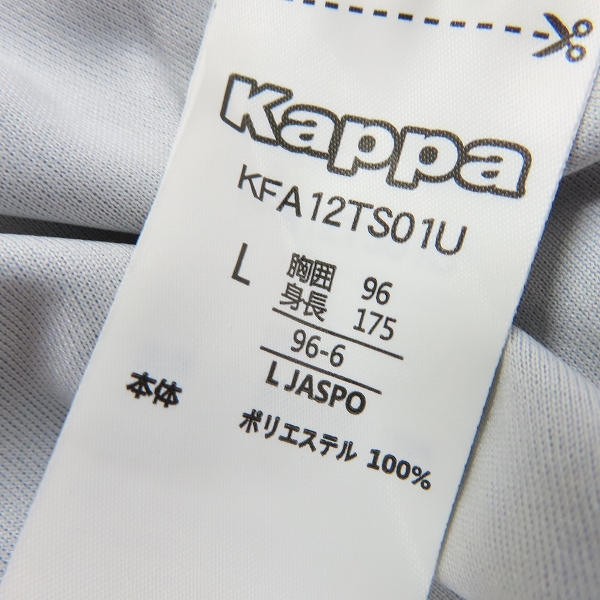 Kappa
KFA12TS01U
L 胸囲 96
身長 175
96-6
L JASPO
本体
ポリエステル 100%